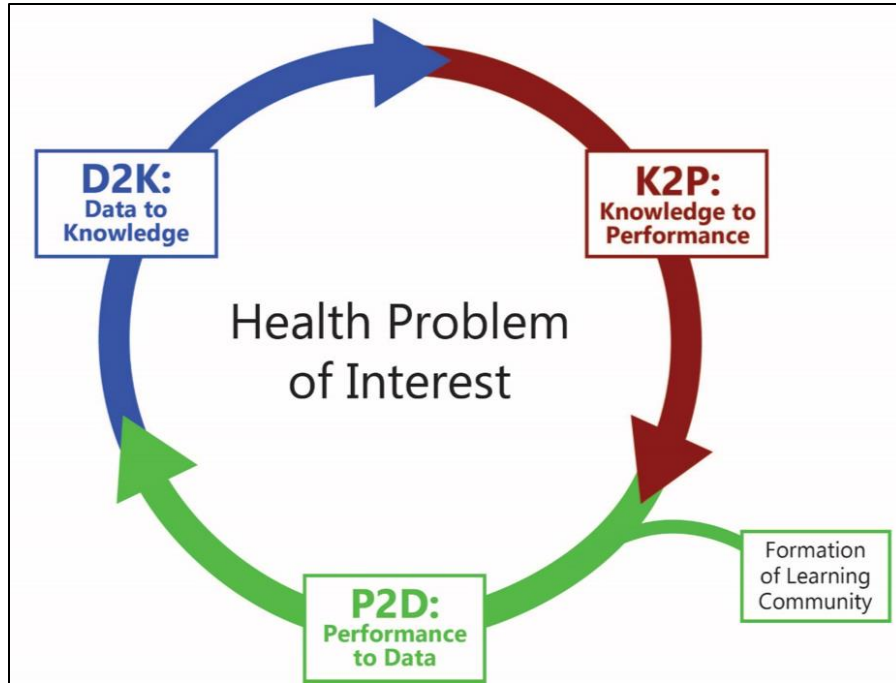 D2K:
Data to
Knowledge
K2P:
Knowledge to
Performance
Health Problem
of Interest
P2D:
Performance
to Data
Formation
of Learning
Community